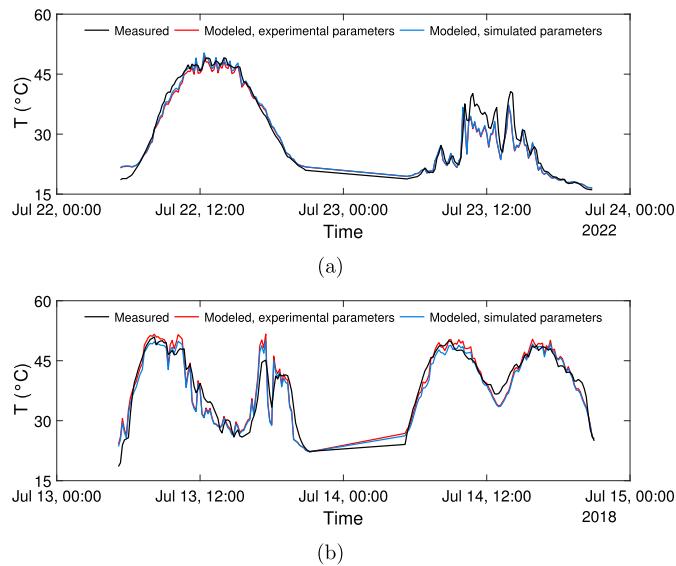 60
Measured Modeled, experimental parameters Modeled, simulated parameters
45
T (°C)
30
15
Jul 22, 00:00 Jul 22, 12:00 Jul 23, 00:00 Jul 23, 12:00 Jul 24, 00:00
Time
2022
(a)
60
Measured Modeled, experimental parameters Modeled, simulated parameters
45
T (°C)
30
15
Jul 13, 00:00 Jul 13, 12:00 Jul 14, 00:00 Jul 14, 12:00 Jul 15, 00:00
Time
2018
(b)